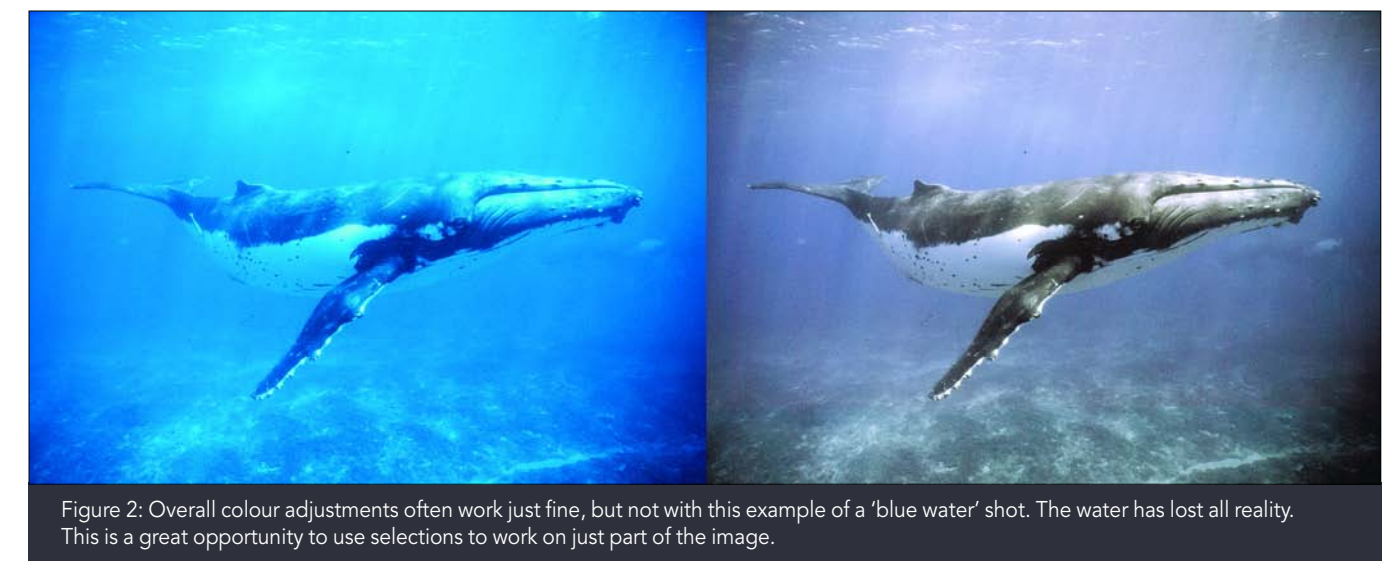 Figure 2: Overall colour adjustments often work just fine, but not with this example of a ‘blue water’ shot. The water has lost all reality.
This is a great opportunity to use selections to work on just part of the image.